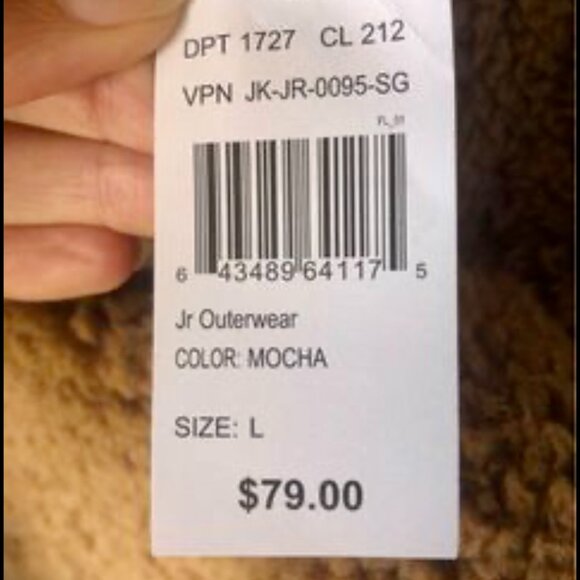 DPT 1727 CL 212
VPN JK-JR-0095-SG
FL_01
6 43489 64117 5
Jr Outerwear
COLOR: MOCHA
SIZE: L
$79.00